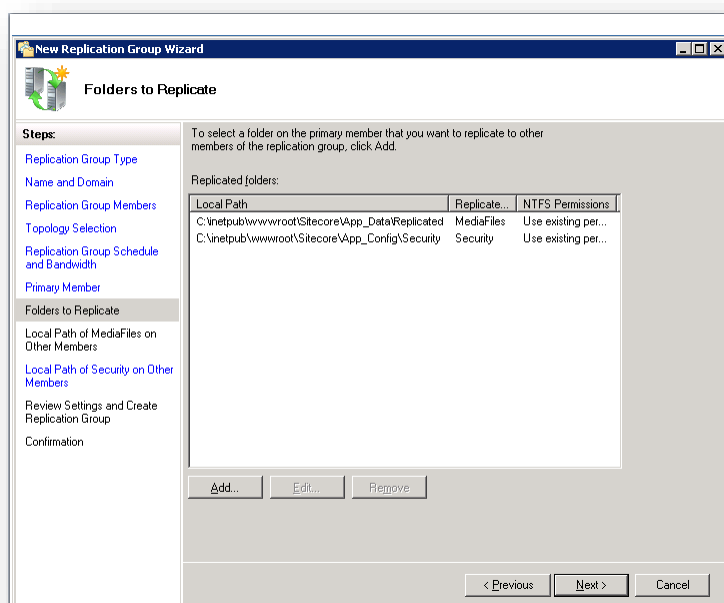 New Replication Group Wizard
Folders to Replicate
Steps:
Replication Group Type
Name and Domain
Replication Group Members
Topology Selection
Replication Group Schedule
and Bandwidth
Primary Member
Folders to Replicate
Local Path of MediaFiles on
Other Members
Local Path of Security on Other
Members
Review Settings and Create
Replication Group
Confirmation
To select a folder on the primary member that you want to replicate to other
members of the replication group, click Add.
Replicated folders:
Local Path Replicate... NTFS Permissions
C:\inetpub\wwwroot\Sitecore\App_Data\Replicated MediaFiles Use existing per...
C:\inetpub\wwwroot\Sitecore\App_Config\Security Security Use existing per...
Add... Edit... Remove
< Previous Next > Cancel